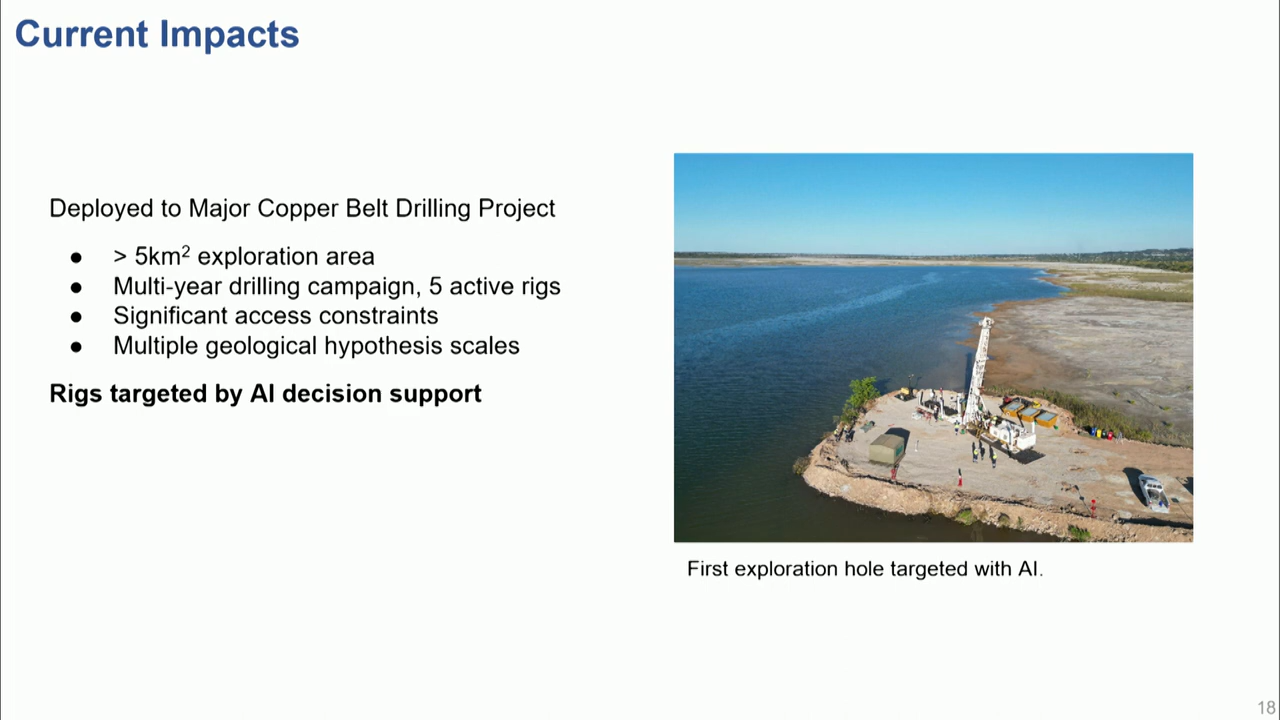 Current Impacts
Deployed to Major Copper Belt Drilling Project
● > 5km² exploration area
● Multi-year drilling campaign, 5 active rigs
● Significant access constraints
● Multiple geological hypothesis scales
Rigs targeted by AI decision support
First exploration hole targeted with AI.
18